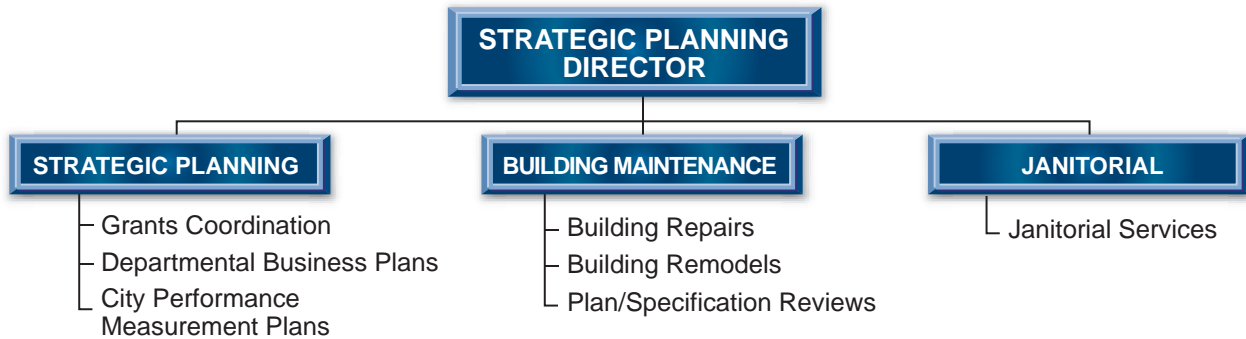 STRATEGIC PLANNING
DIRECTOR
STRATEGIC PLANNING
Grants Coordination
Departmental Business Plans
City Performance
Measurement Plans
BUILDING MAINTENANCE
Building Repairs
Building Remodels
Plan/Specification Reviews
JANITORIAL
Janitorial Services